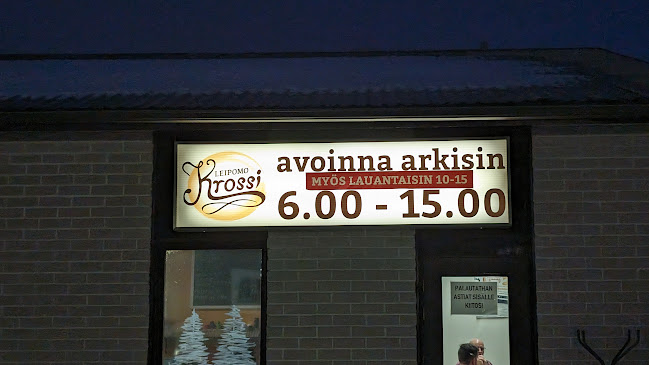 LEIPOMO
Krossi
avoinna arkisin
MYÖS LAUANTAISIN 10-15
6.00 - 15.00
PALAUTATHAN
ASTIAT SISÄLLE
KIITOS!